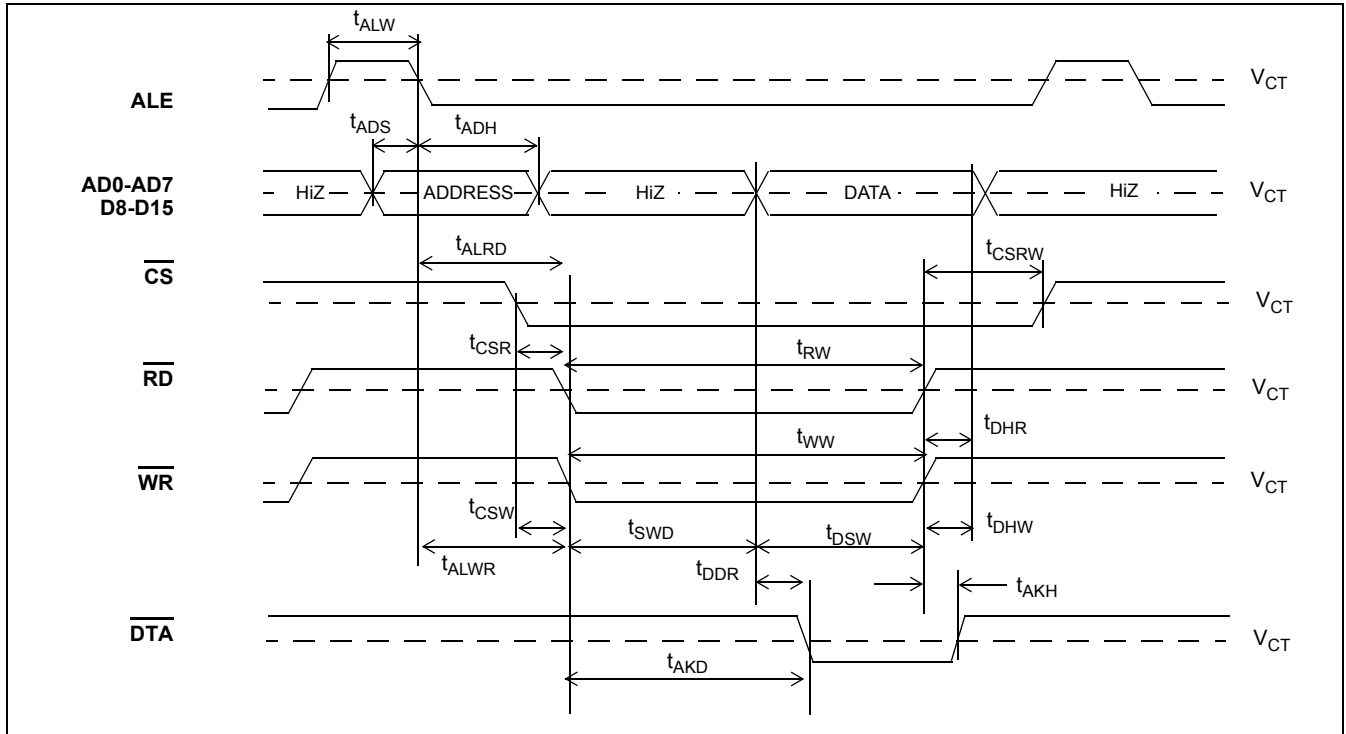 tALW
ALE
VCT
tADS
tADH
AD0-AD7
D8-D15
HiZ
ADDRESS
HiZ
DATA
HiZ
VCT
tALRD
tCSRW
CS
VCT
tCSR
tRW
RD
VCT
tDHR
tWW
WR
VCT
tCSW
tSWD
tDSW
tDHW
tALWR
tDDR
tAKH
DTA
VCT
tAKD